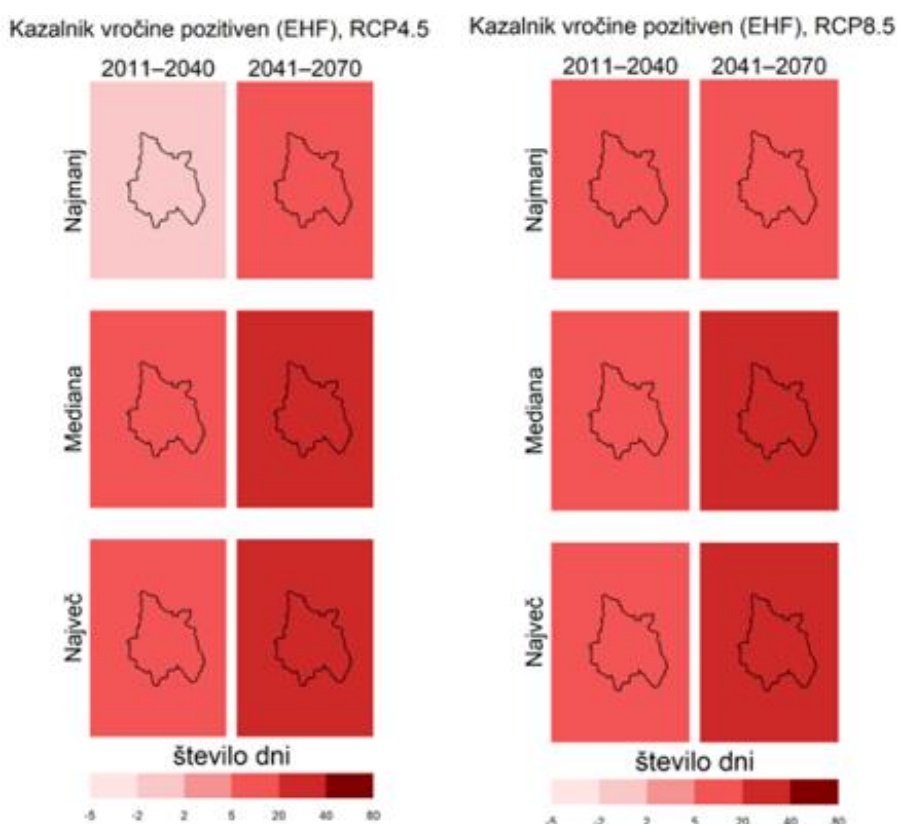 Kazalnik vročine pozitiven (EHF), RCP4.5
2011–2040 2041–2070
Najmanj
Mediana
Največ
število dni
-5 -2 2 5 20 40 80
Kazalnik vročine pozitiven (EHF), RCP8.5
2011–2040 2041–2070
Najmanj
Mediana
Največ
število dni
-5 -2 2 5 20 40 80